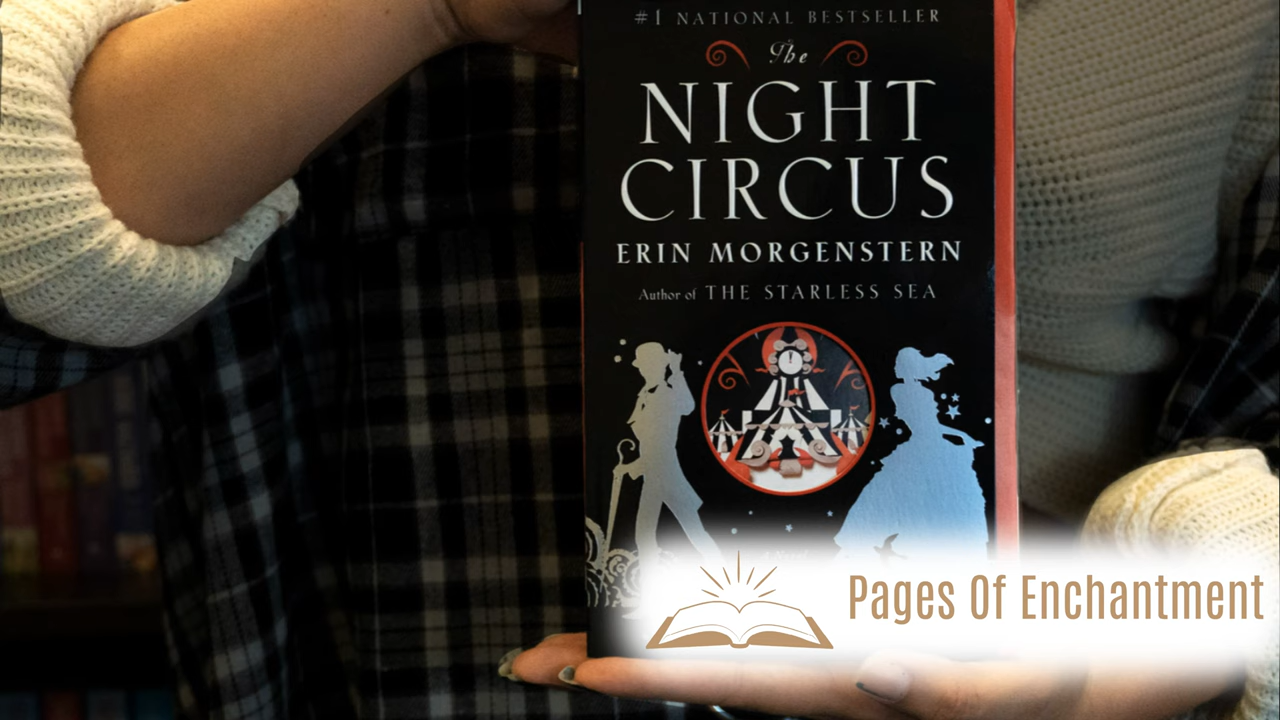 #1 NATIONAL BESTSELLER
The
NIGHT
CIRCUS
ERIN MORGENSTERN
Author of THE STARLESS SEA
Pages Of Enchantment